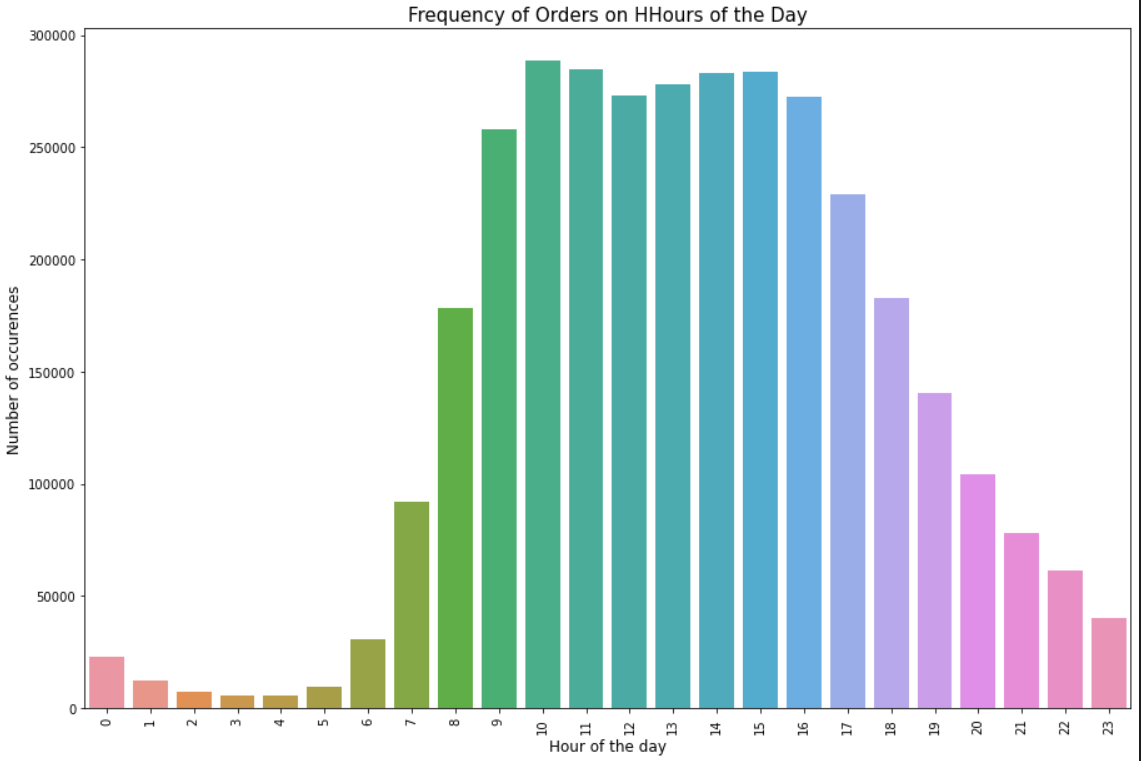 Frequency of Orders on HHours of the Day
Number of occurences
300000
250000
200000
150000
100000
50000
0
0 1 2 3 4 5 6 7 8 9 10 11 12 13 14 15 16 17 18 19 20 21 22 23
Hour of the day